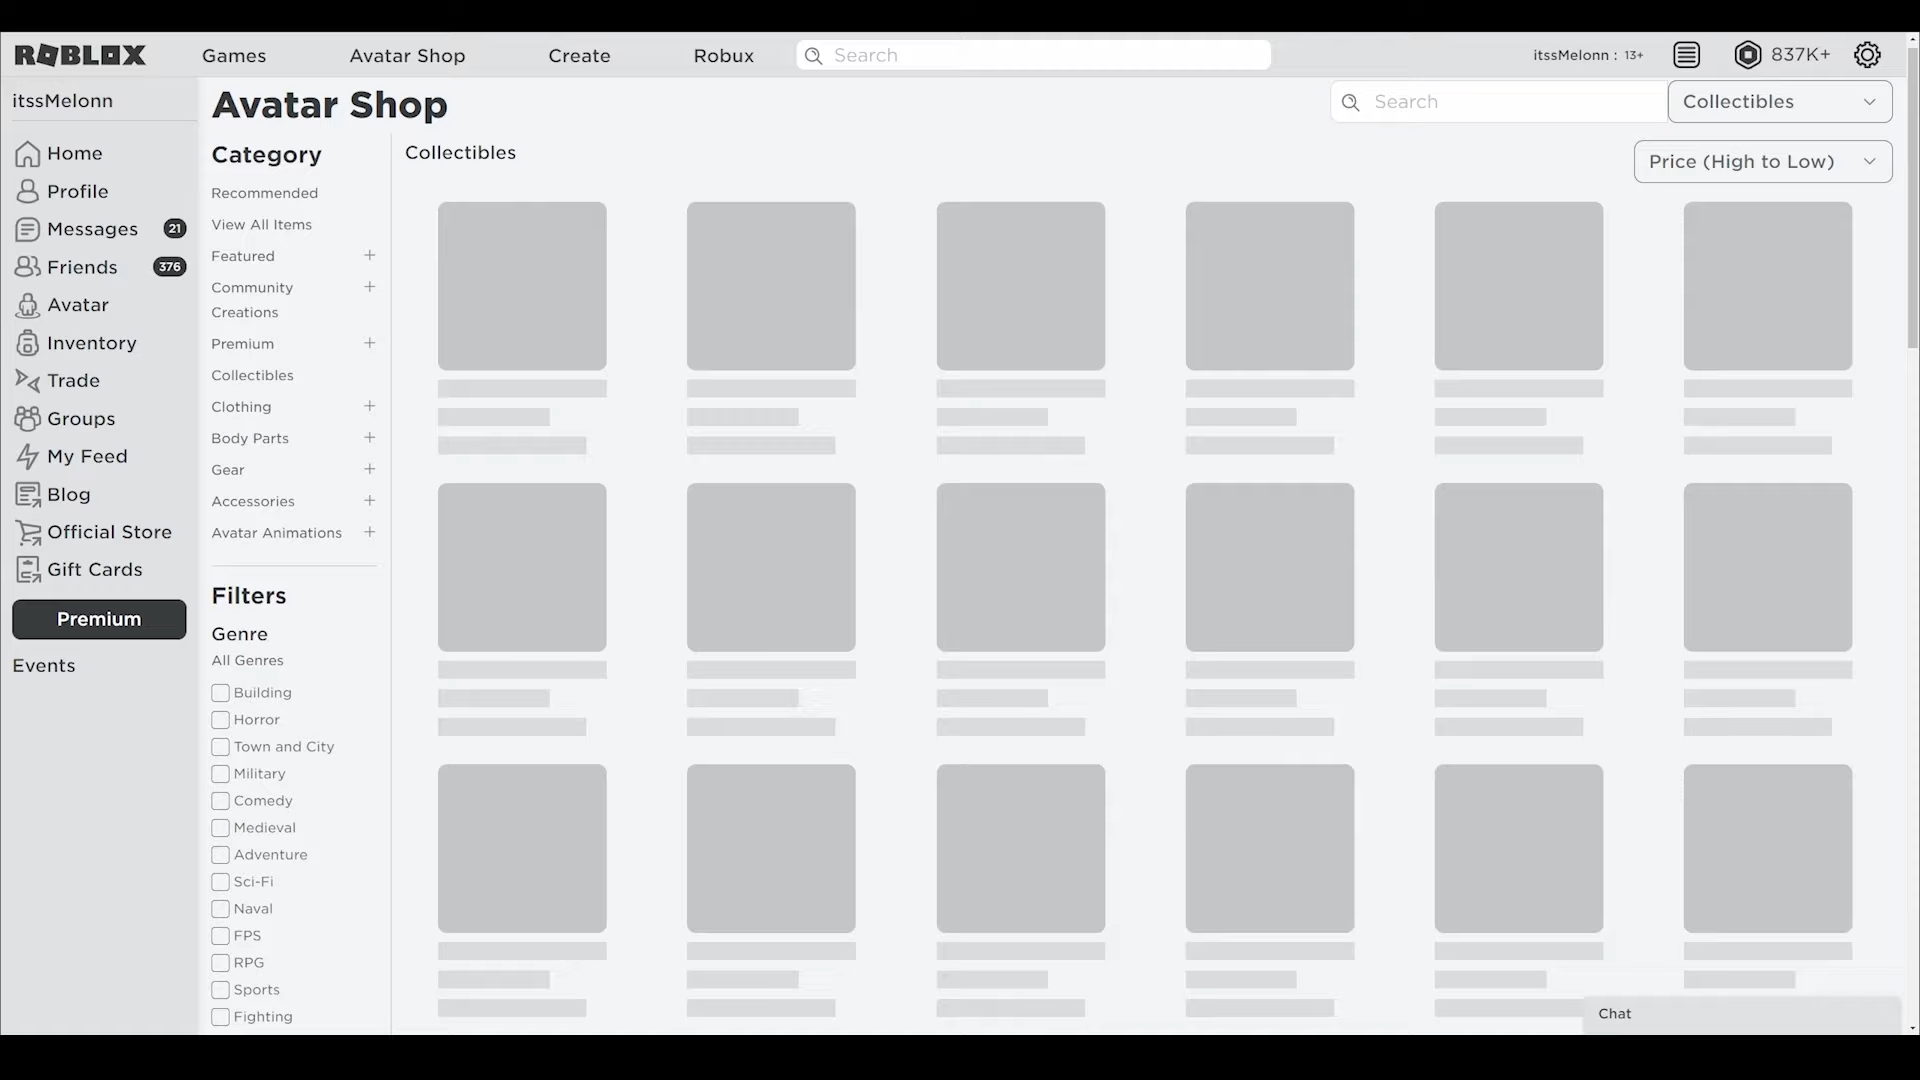 ROBLOX
Games
Avatar Shop
Create
Robux
Search
itssMelonn : 13+
837K+
itssMelonn
Home
Profile
Messages 21
Friends 376
Avatar
Inventory
Trade
Groups
My Feed
Blog
Official Store
Gift Cards
Premium
Events
Avatar Shop
Search
Collectibles
Category
Recommended
View All Items
Featured +
Community +
Creations
Premium +
Collectibles
Clothing +
Body Parts +
Gear +
Accessories +
Avatar Animations +
Filters
Genre
All Genres
Building
Horror
Town and City
Military
Comedy
Medieval
Adventure
Sci-Fi
Naval
FPS
RPG
Sports
Fighting
Collectibles
Price (High to Low)
Chat